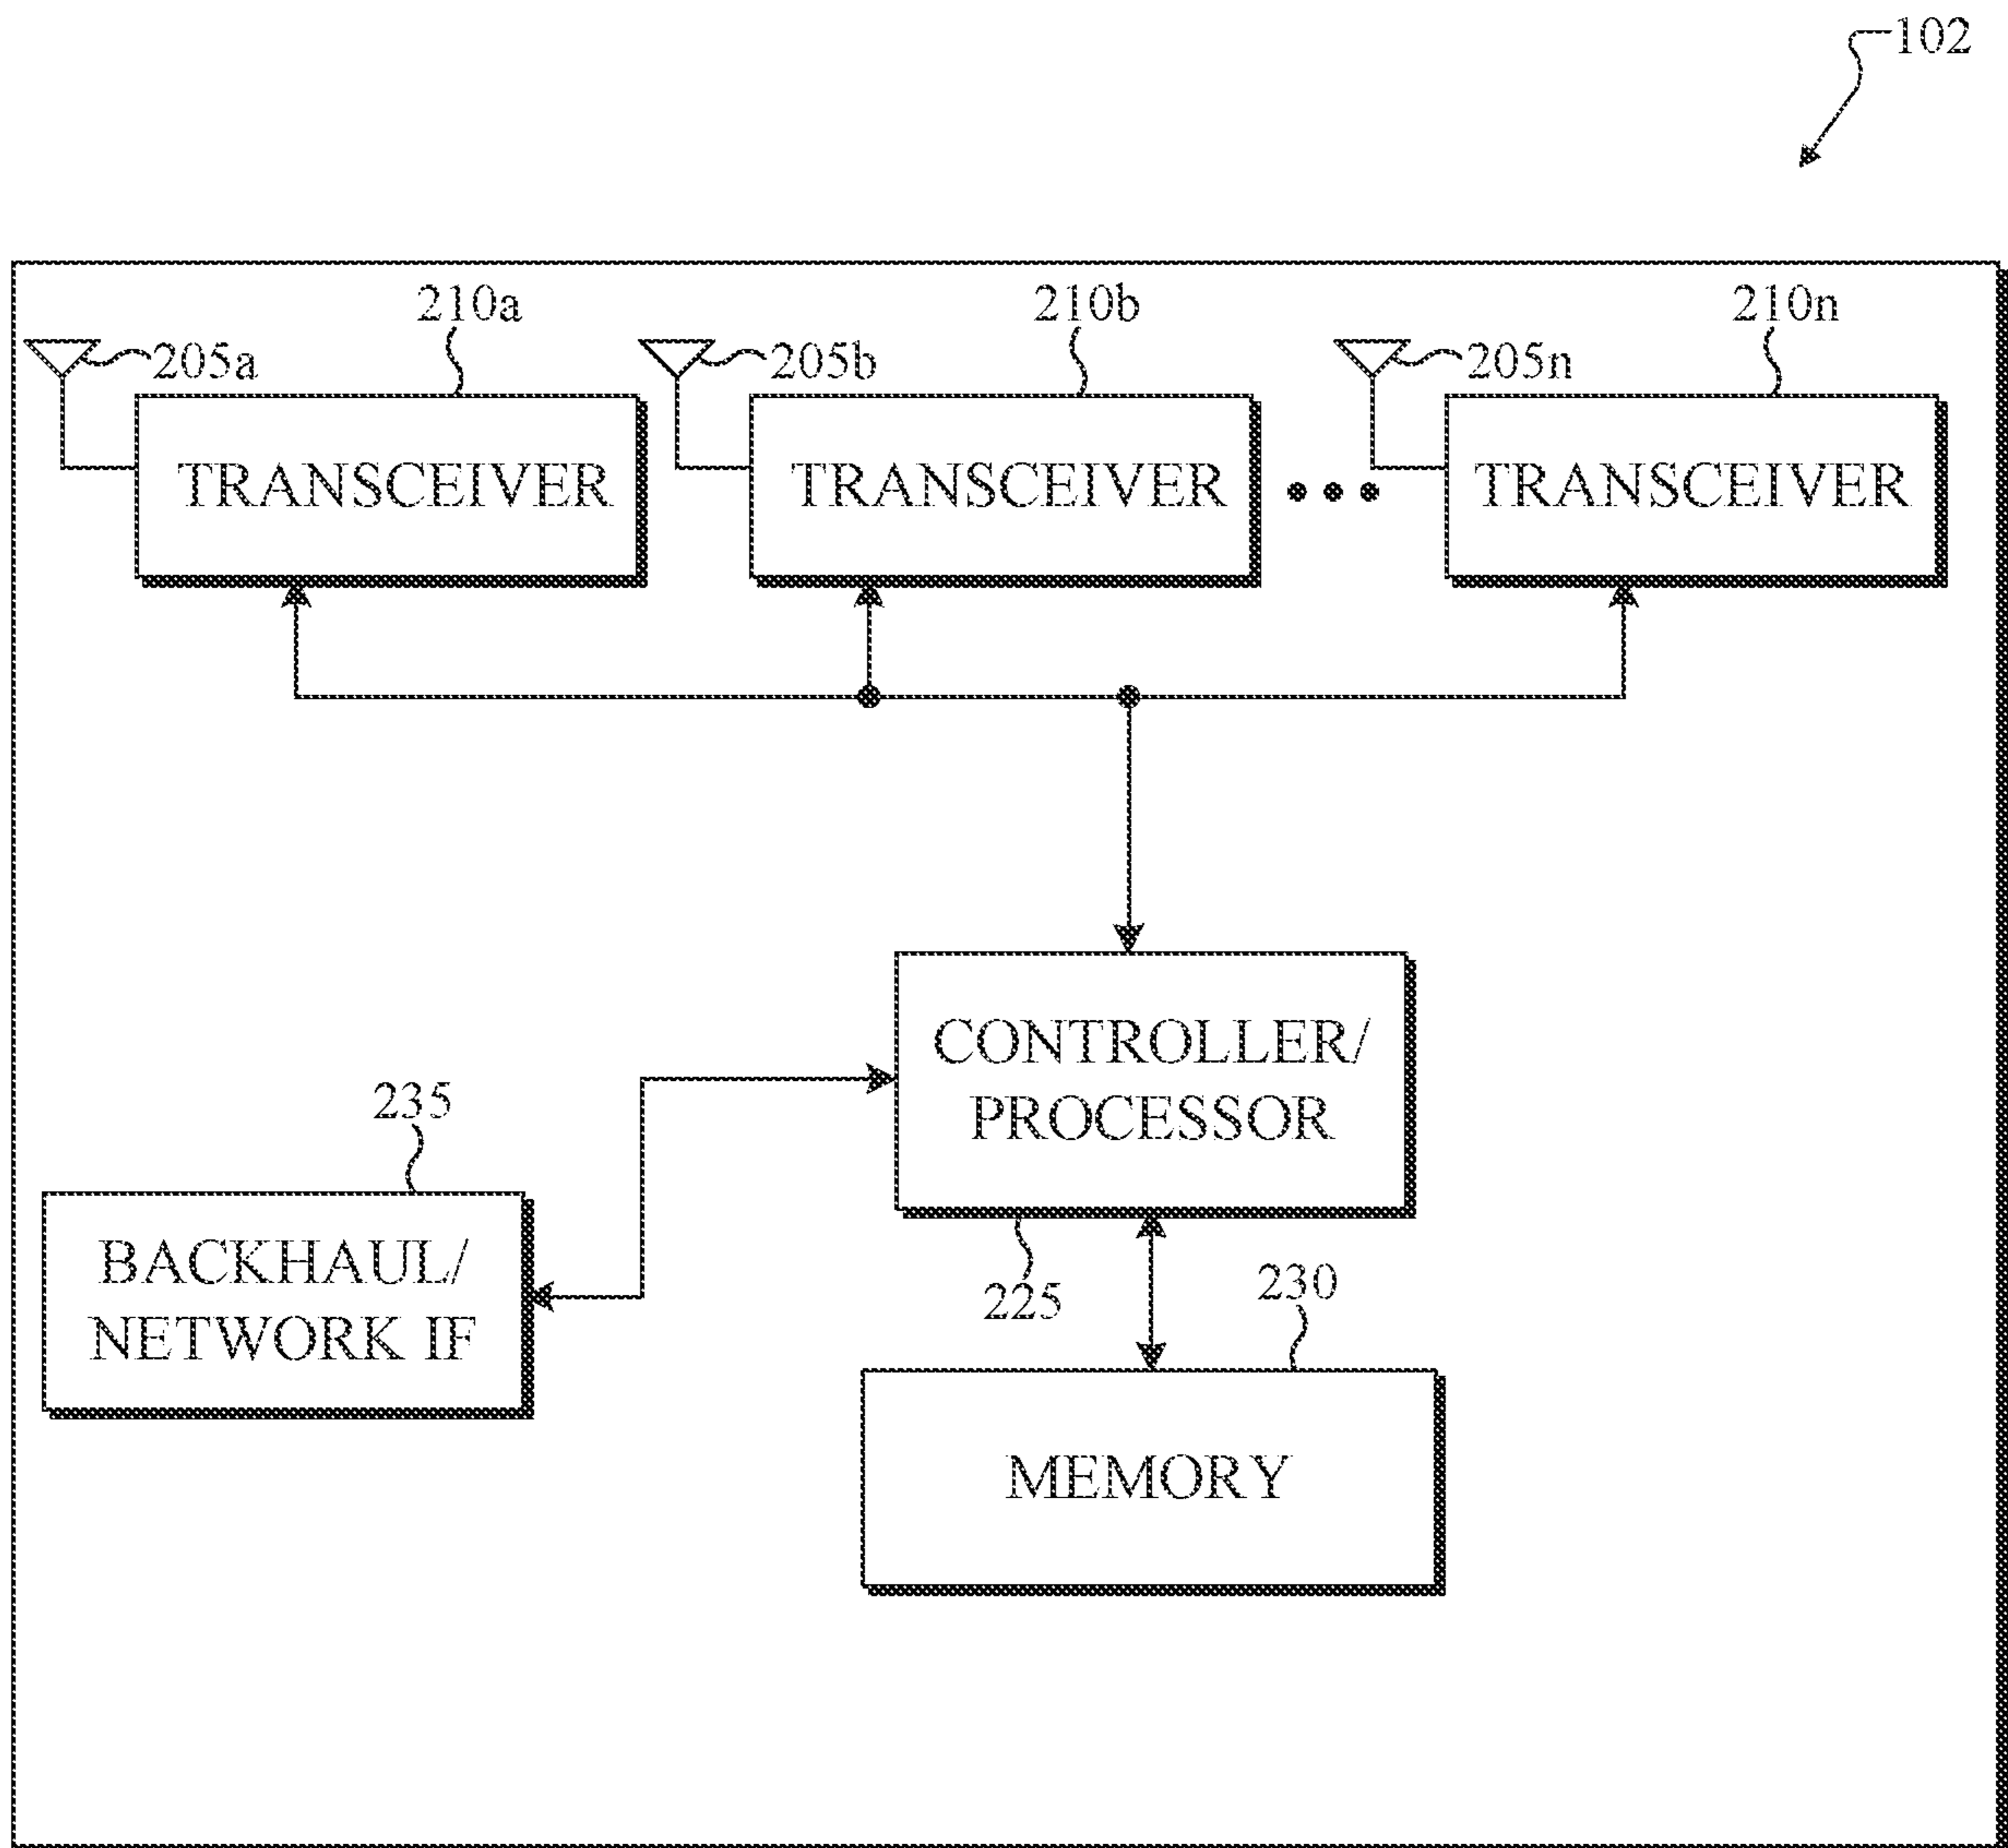 102
210a
210b
210n
205a
205b
205n
TRANSCEIVER
TRANSCEIVER
TRANSCEIVER
CONTROLLER/
PROCESSOR
235
BACKHAUL/
NETWORK IF
225
230
MEMORY